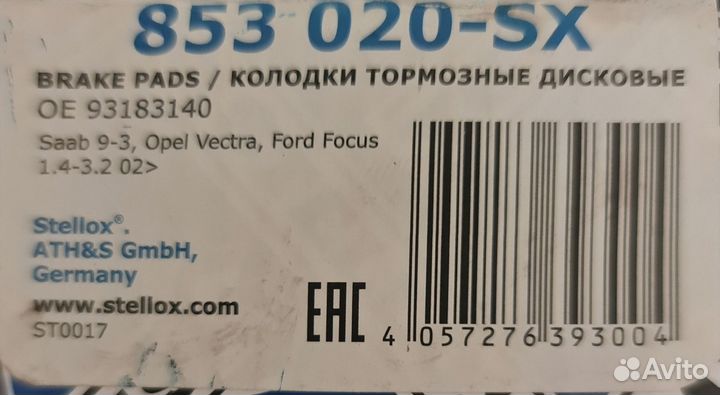 853 020-SX
BRAKE PADS / КОЛОДКИ ТОРМОЗНЫЕ ДИСКОВЫЕ
OE 93183140
Saab 9-3, Opel Vectra, Ford Focus
1.4-3.2 02>
Stellox®.
ATH&S GmbH,
Germany
www.stellox.com
ST0017
EAC
4 057276 393004
Avito